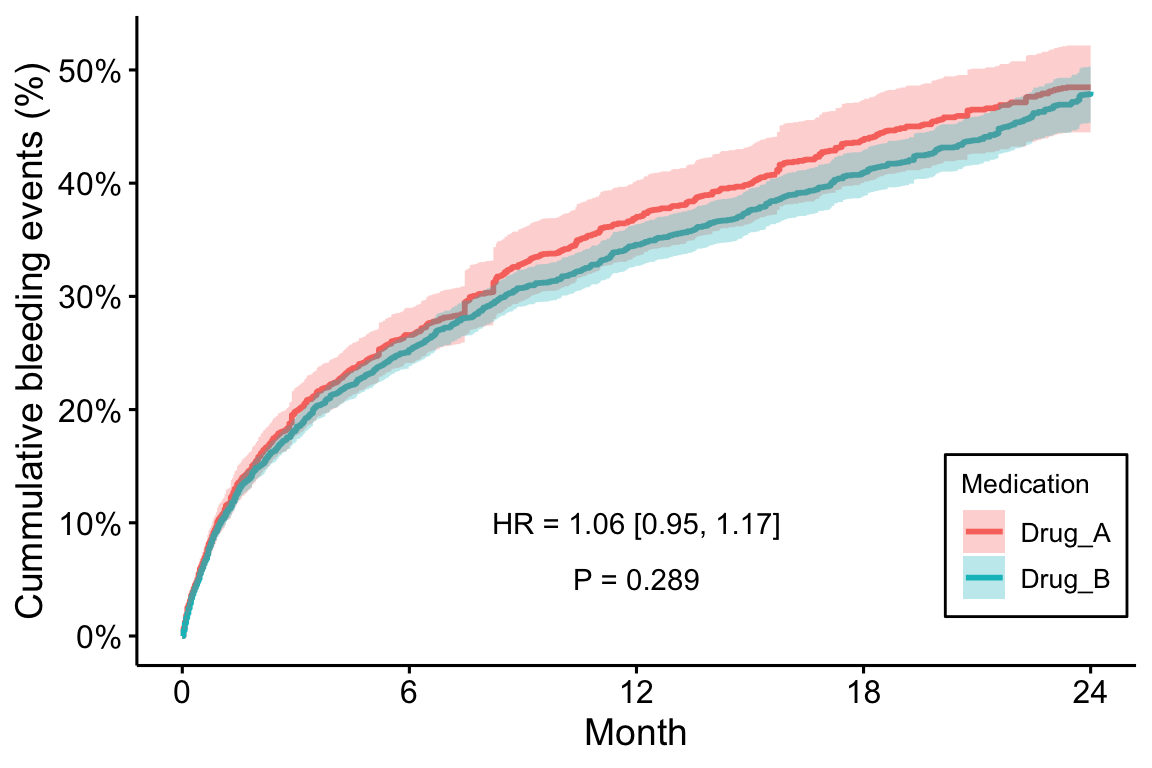 Cummulative bleeding events (%)
50%
40%
30%
20%
10%
0%
HR = 1.06 [0.95, 1.17]
P = 0.289
Medication
Drug_A
Drug_B
0 6 12 18 24
Month